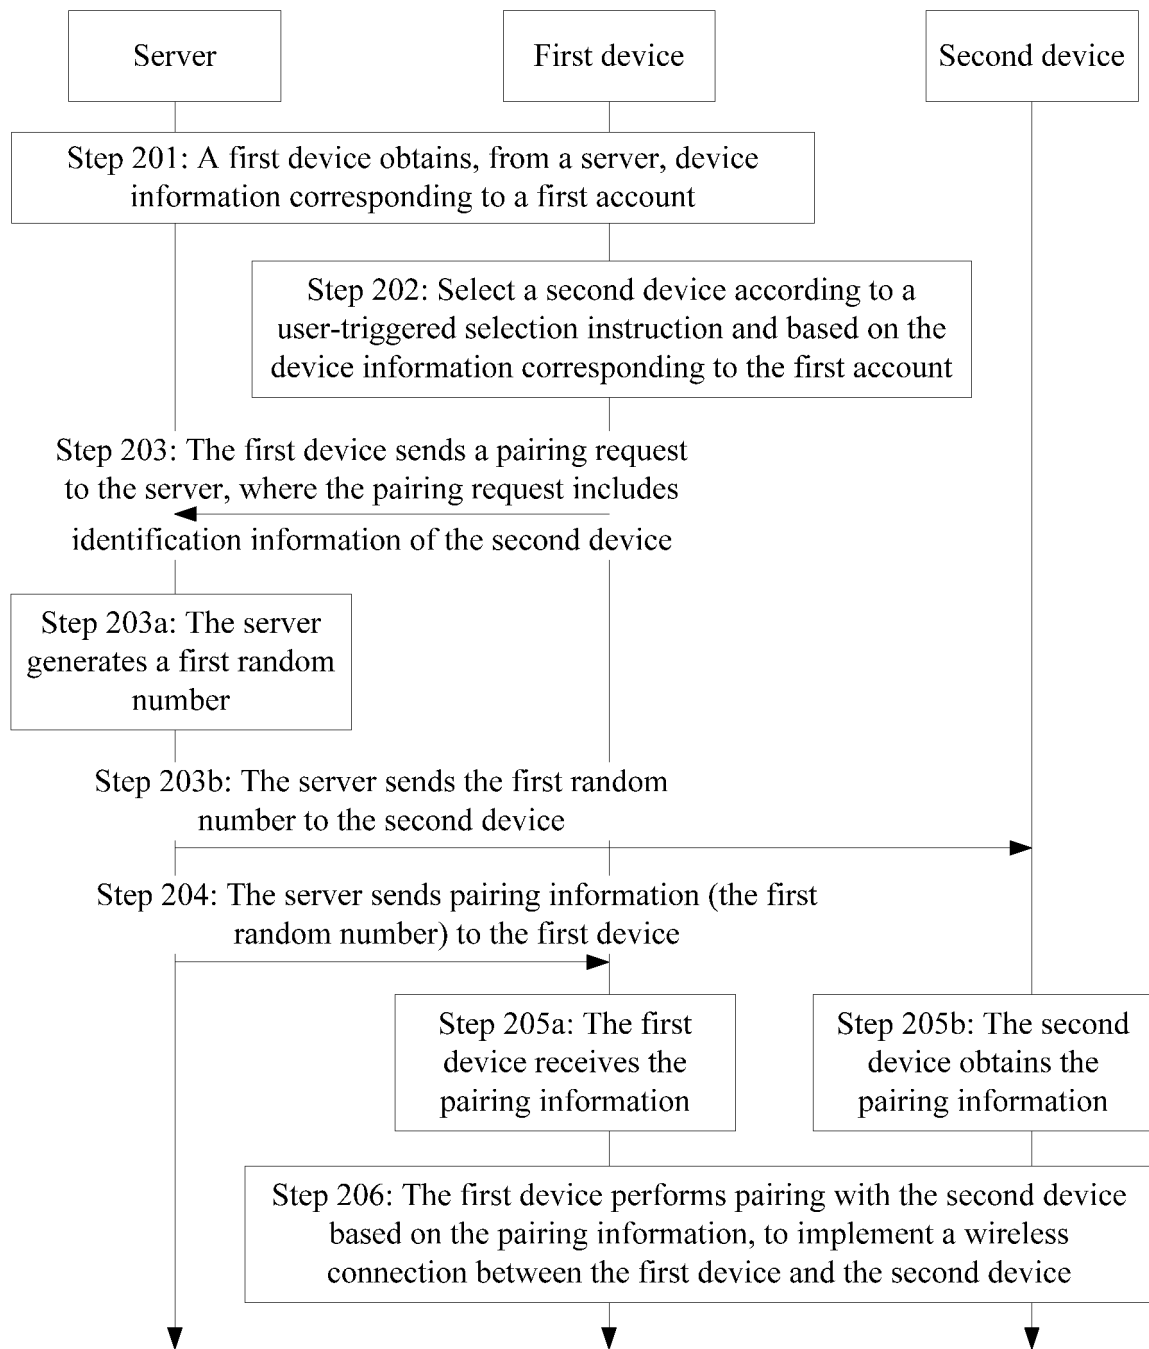 Server
First device
Second device
Step 201: A first device obtains, from a server, device
information corresponding to a first account
Step 202: Select a second device according to a
user-triggered selection instruction and based on the
device information corresponding to the first account
Step 203: The first device sends a pairing request
to the server, where the pairing request includes
identification information of the second device
Step 203a: The server
generates a first random
number
Step 203b: The server sends the first random
number to the second device
Step 204: The server sends pairing information (the first
random number) to the first device
Step 205a: The first
device receives the
pairing information
Step 205b: The second
device obtains the
pairing information
Step 206: The first device performs pairing with the second device
based on the pairing information, to implement a wireless
connection between the first device and the second device